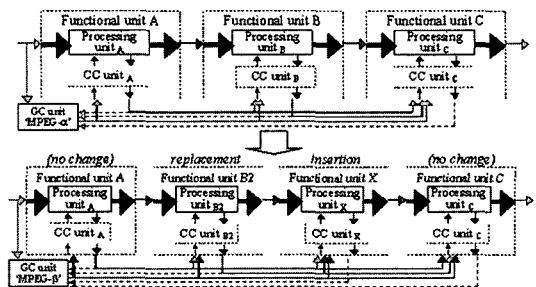 Functional unit A Functional unit B Functional unit C
Processing unit A
Processing unit B
Processing unit C
CC unit A
CC unit B
CC unit C
GC unit 'MPEG-α'
(no change) replacement Insertion (no change)
Functional unit A Functional unit B2 Functional unit X Functional unit C
Processing unit A
Processing unit B2
Processing unit X
Processing unit C
CC unit A
CC unit B2
CC unit X
CC unit C
GC unit 'MPEG-β'